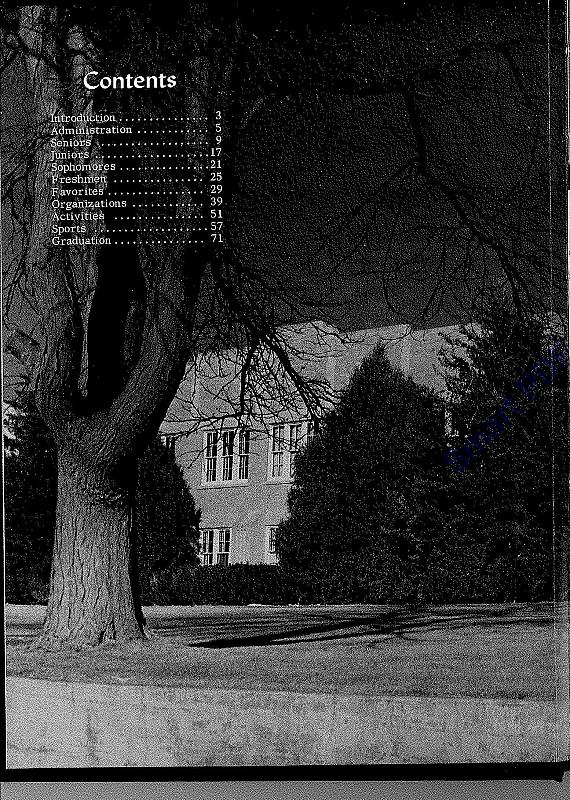 Contents
Introduction . . . . . . . . . . . . . . . 3
Administration . . . . . . . . . . . . 5
Seniors . . . . . . . . . . . . . . . . . . . 9
Juniors . . . . . . . . . . . . . . . . . . 17
Sophomores . . . . . . . . . . . . . . 21
Freshmen . . . . . . . . . . . . . . . . 25
Favorites . . . . . . . . . . . . . . . . . 29
Organizations . . . . . . . . . . . . . 39
Activities . . . . . . . . . . . . . . . . 51
Sports . . . . . . . . . . . . . . . . . . . 57
Graduation . . . . . . . . . . . . . . . 71